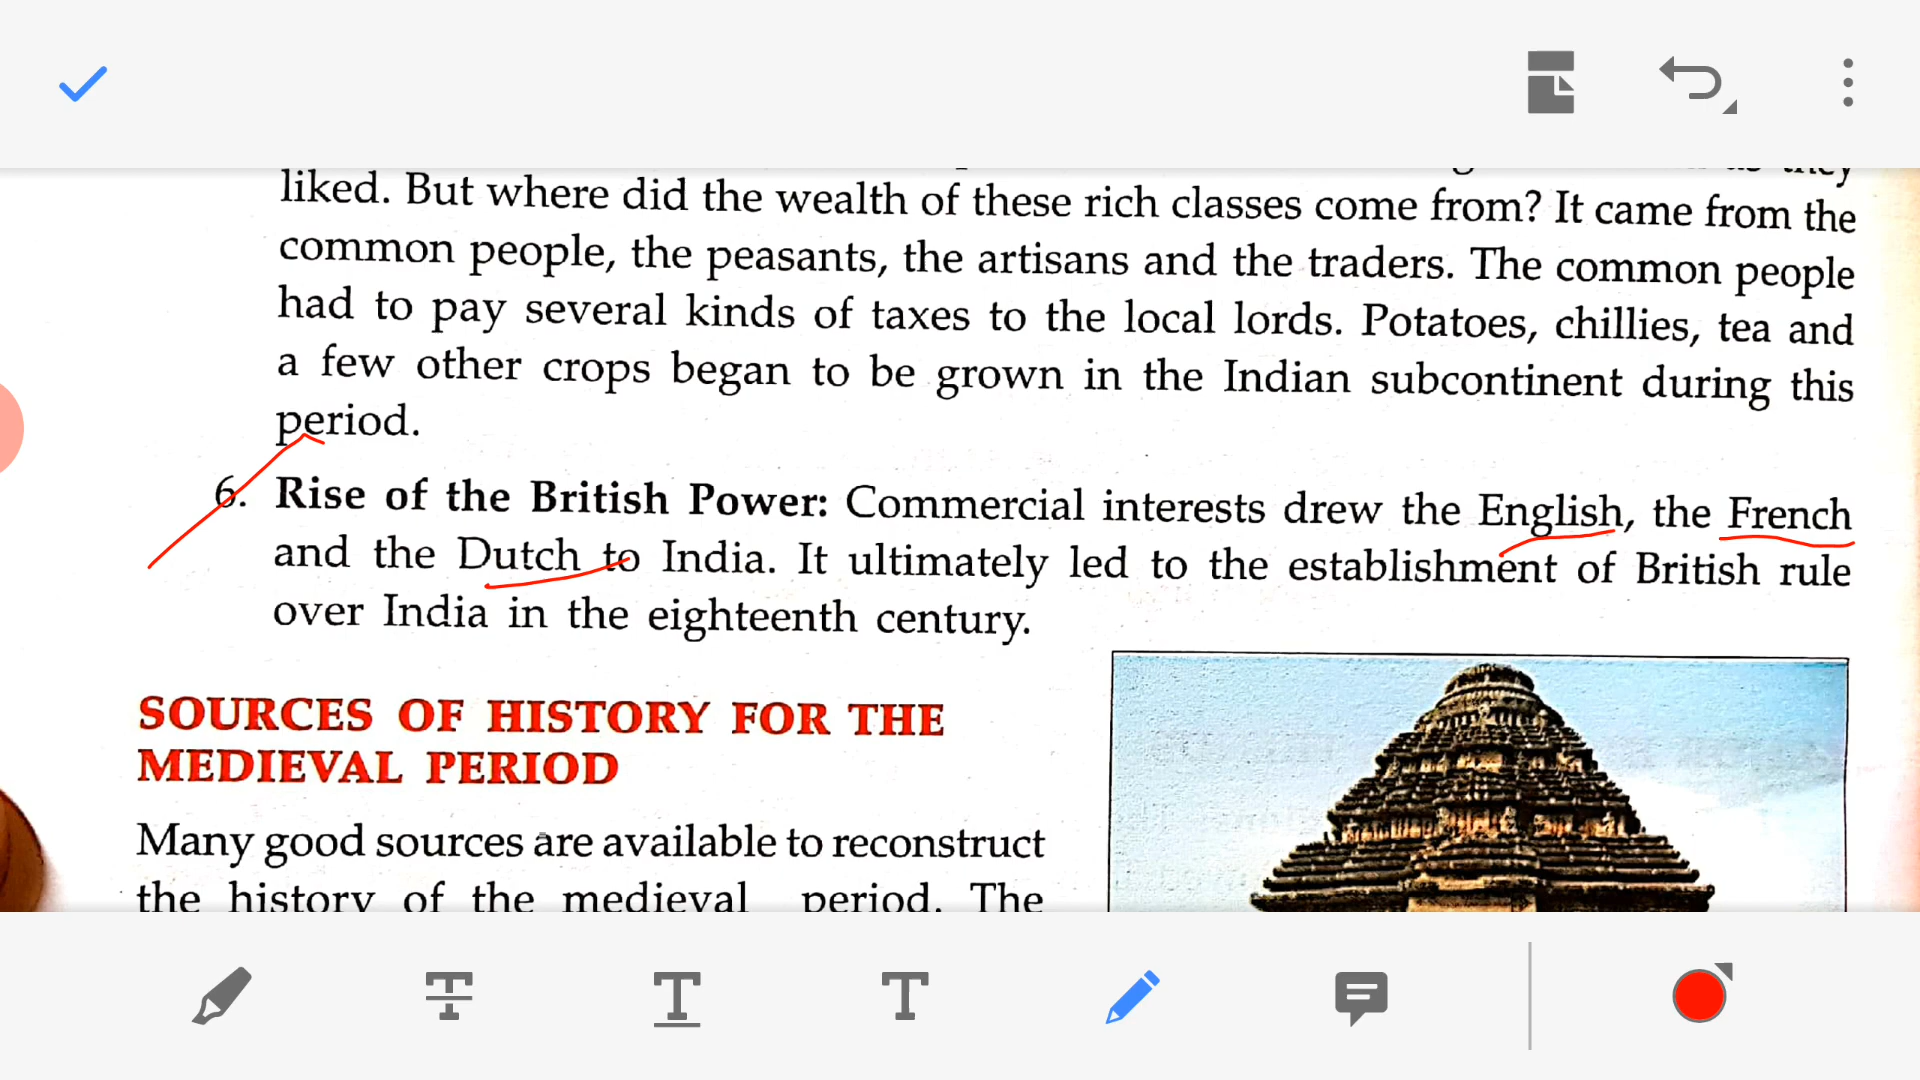 they
liked. But where did the wealth of these rich classes come from? It came from the
common people, the peasants, the artisans and the traders. The common people
had to pay several kinds of taxes to the local lords. Potatoes, chillies, tea and
a few other crops began to be grown in the Indian subcontinent during this
period.
6. Rise of the British Power: Commercial interests drew the English, the French
and the Dutch to India. It ultimately led to the establishment of British rule
over India in the eighteenth century.
SOURCES OF HISTORY FOR THE
MEDIEVAL PERIOD
Many good sources are available to reconstruct
the history of the medieval period. The